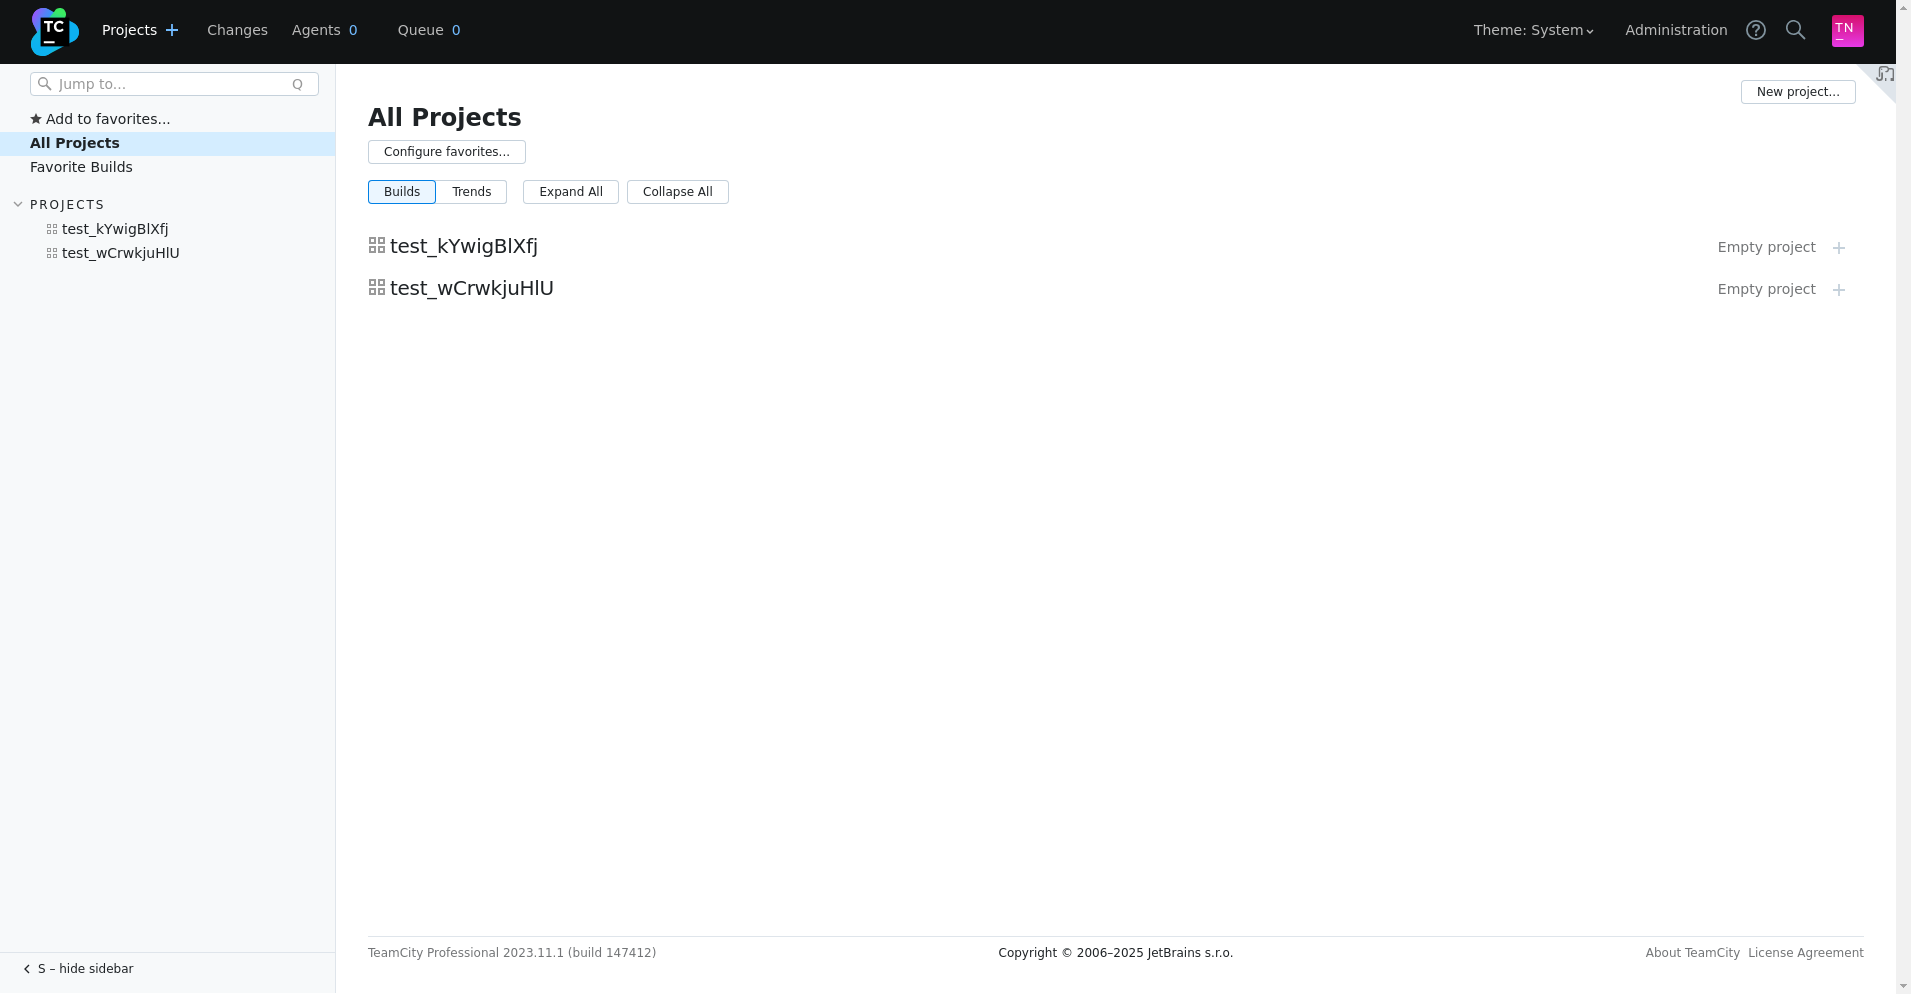 TC
Projects
Changes
Agents 0
Queue 0
Theme: System
Administration
TN
Jump to...
Q
Add to favorites...
All Projects
Favorite Builds
PROJECTS
test_kYwigBlXfj
test_wCrwkjuHlU
S – hide sidebar
New project...
All Projects
Configure favorites...
Builds
Trends
Expand All
Collapse All
test_kYwigBlXfj
Empty project
test_wCrwkjuHlU
Empty project
TeamCity Professional 2023.11.1 (build 147412)
Copyright © 2006–2025 JetBrains s.r.o.
About TeamCity
License Agreement